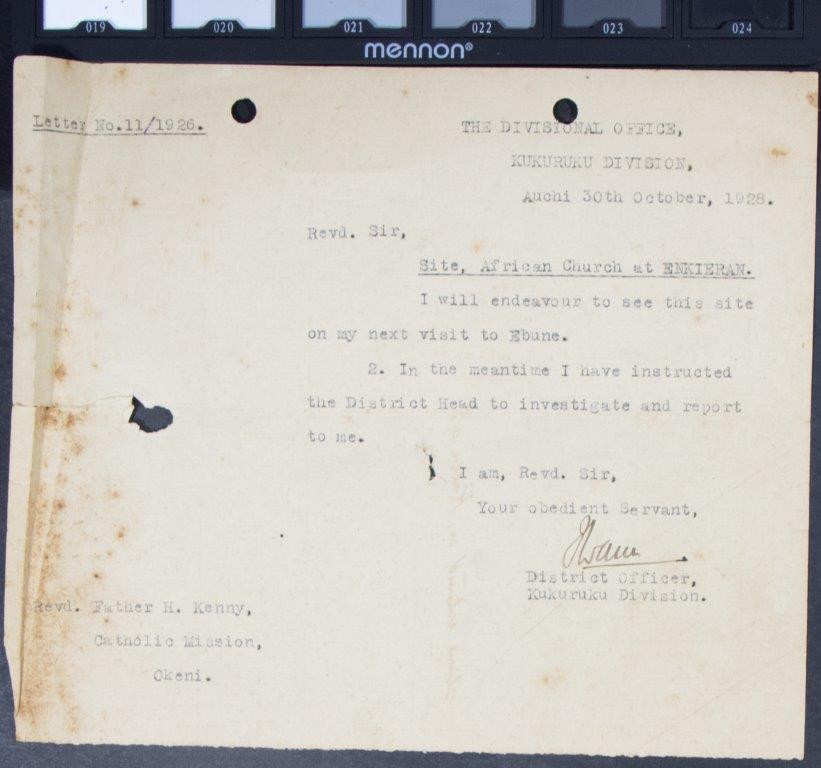 019 020 021 022 023 024
mennon®
Letter No.11/1926.
THE DIVISIONAL OFFICE,
KUKURUKU DIVISION,
Auchi 30th October, 1928.
Revd. Sir,
Site, African Church at ENKIERAN.
I will endeavour to see this site
on my next visit to Ebune.
2. In the meantime I have instructed
the District Head to investigate and report
to me.
I am, Revd. Sir,
Your obedient Servant,
District Officer,
Kukuruku Division.
Revd. Father H. Kenny,
Catholic Mission,
Okeni.